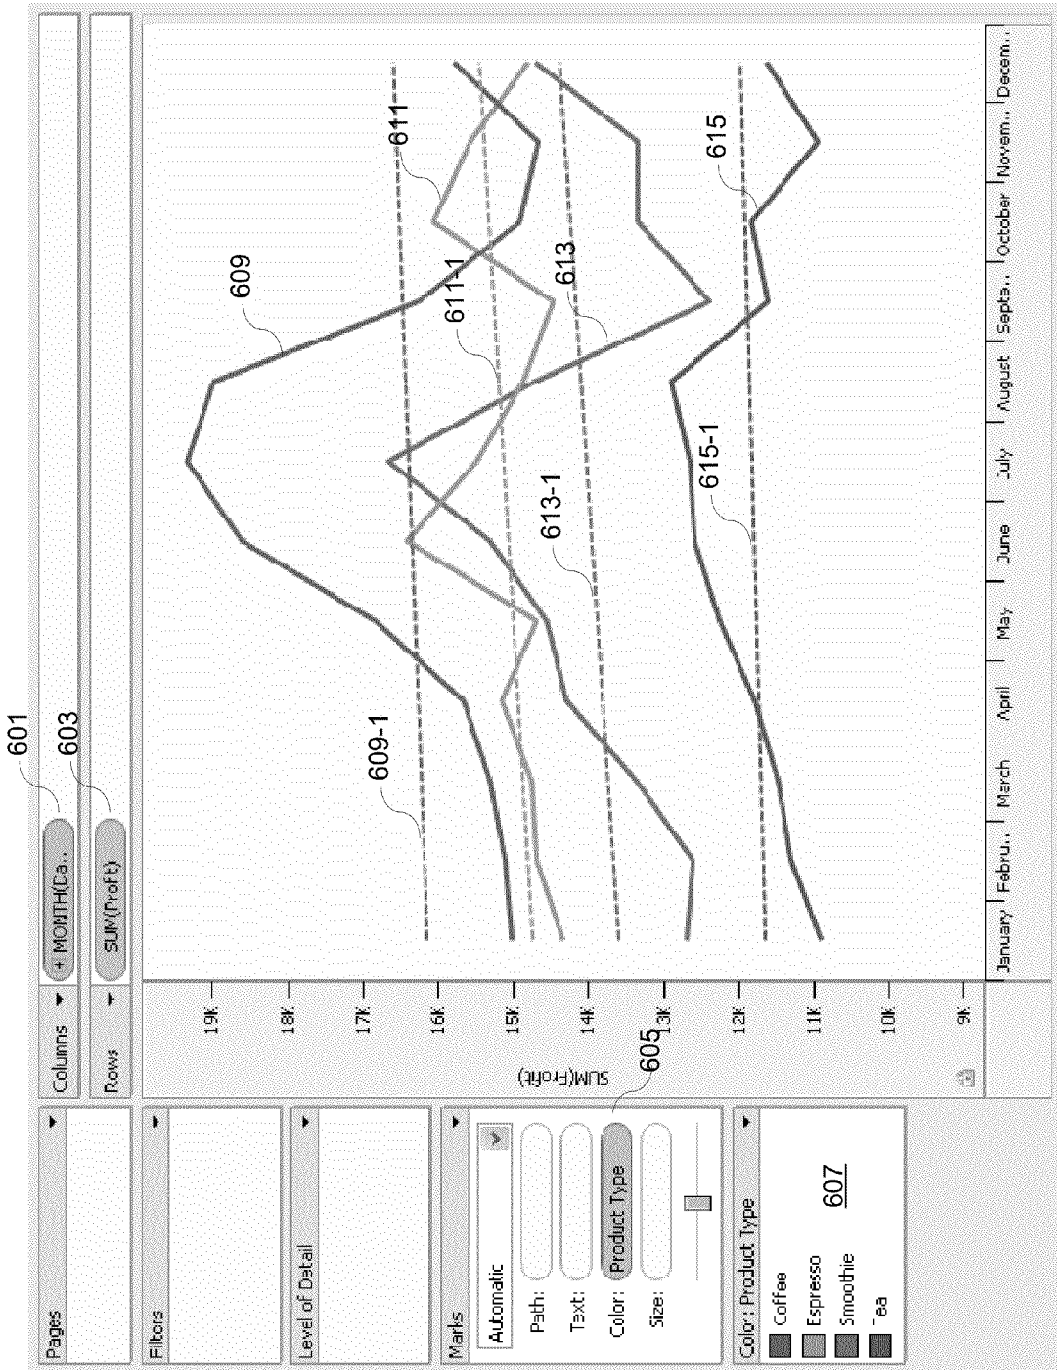 601
603
Pages
Columns
+ MONTH(Da..
Rows
SUM(Profit)
Filters
Level of Detail
Marks
Automatic
Path:
Text:
Color: Product Type
Size:
605
Color: Product Type
Coffee
Espresso
Smoothie
Tea
607
SUM(Profit)
19K
18K
17K
16K
15K
14K
13K
12K
11K
10K
9K
609
609-1
611
611-1
613
613-1
615
615-1
January
Febru..
March
April
May
June
July
August
Septe..
October
Novem..
Decem..